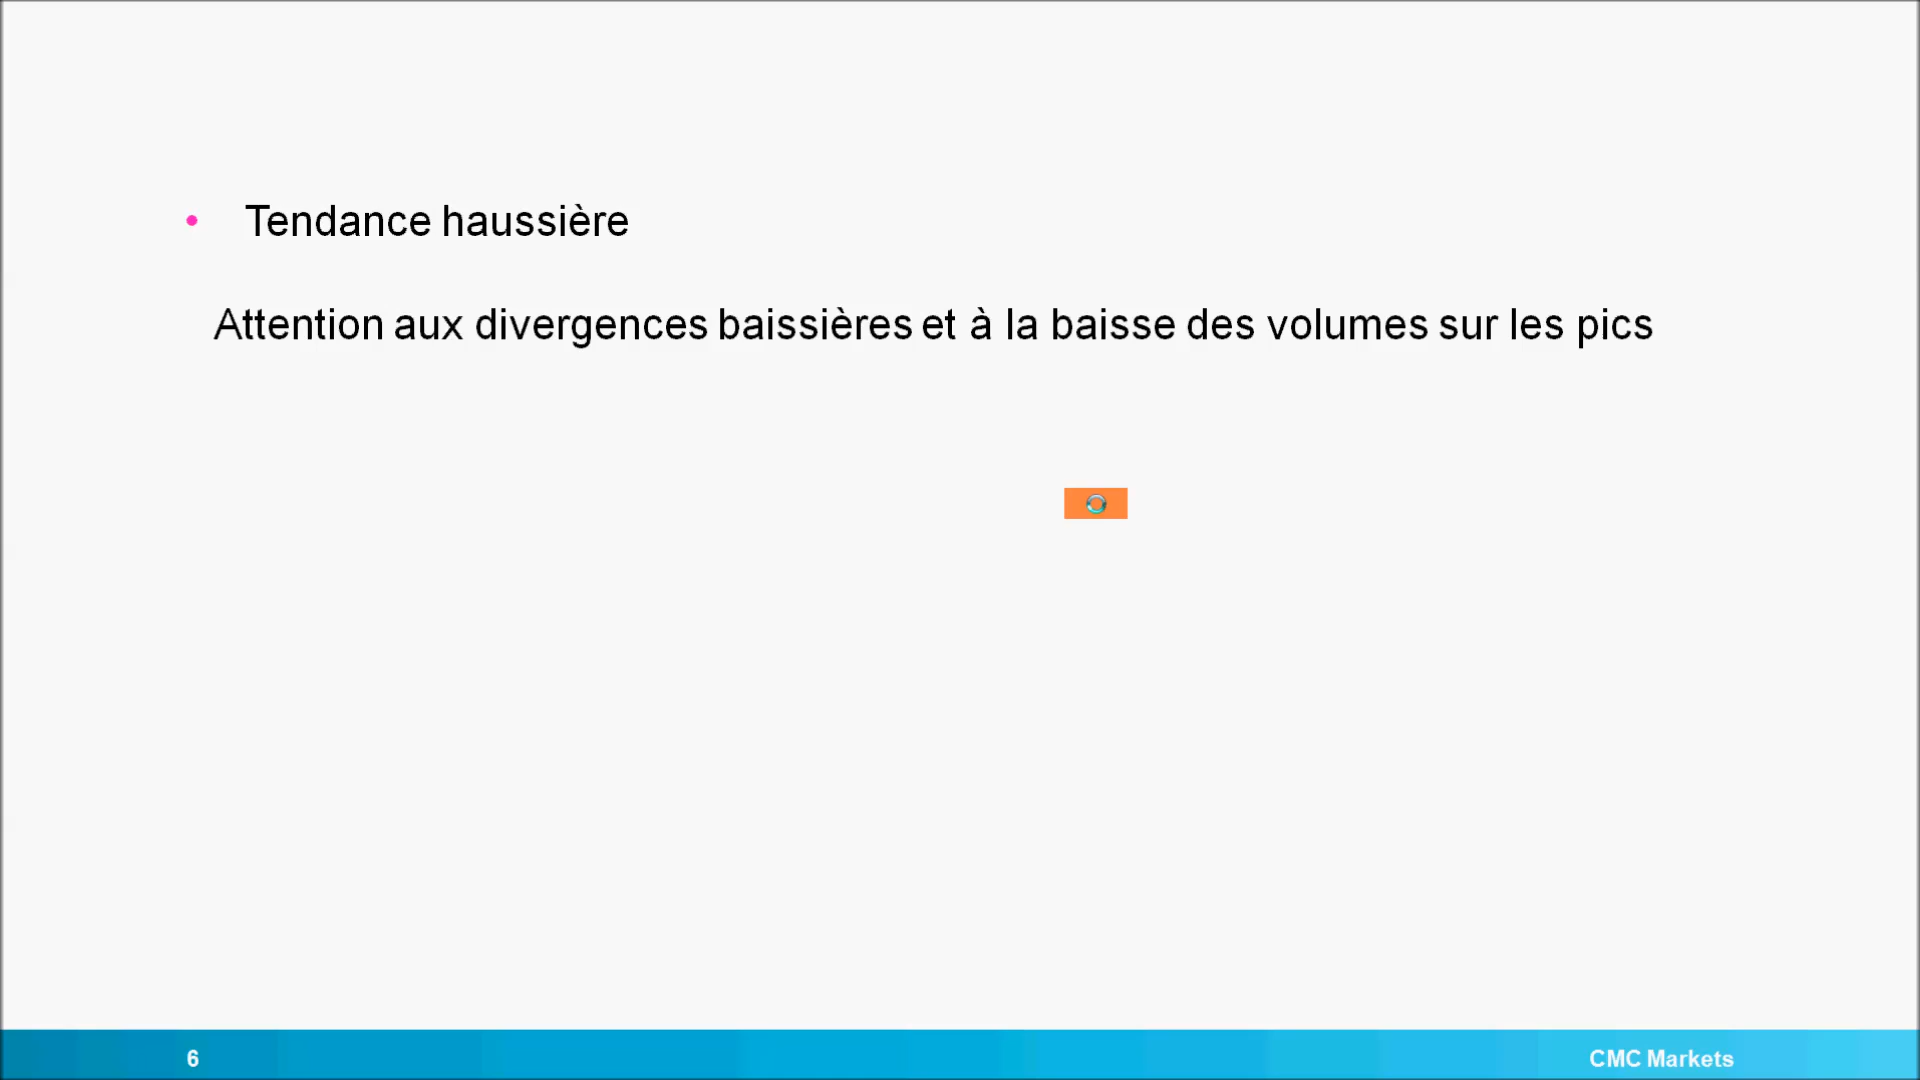 • Tendance haussière
Attention aux divergences baissières et à la baisse des volumes sur les pics
6
CMC Markets